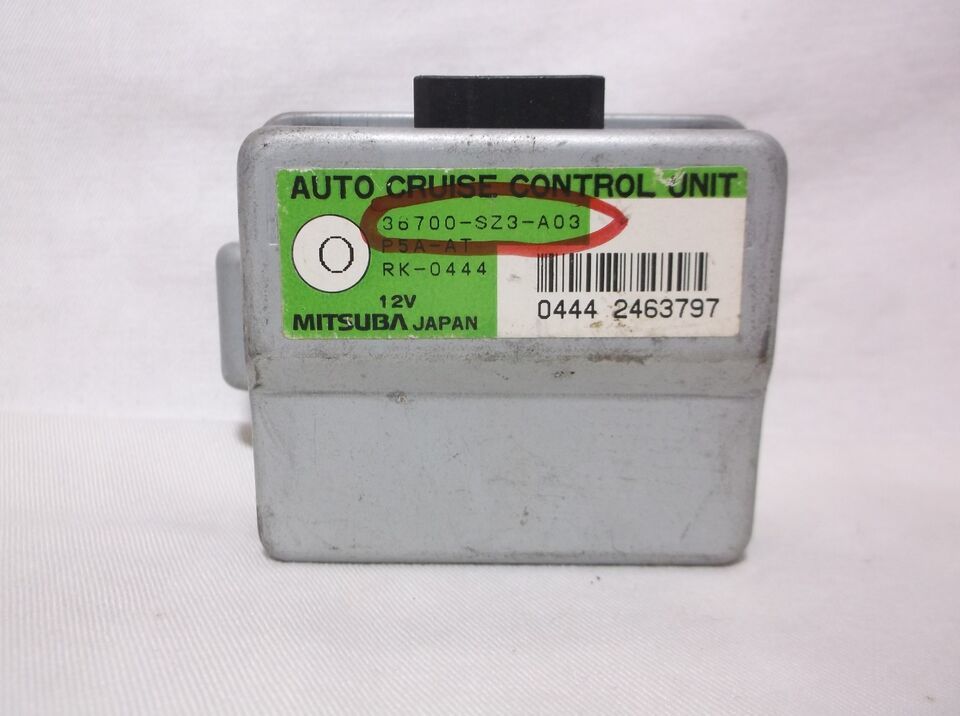 AUTO CRUISE CONTROL UNIT
36700-SZ3-A03
P5A-AT
RK-0444
12V
MITSUBA JAPAN
0444 2463797